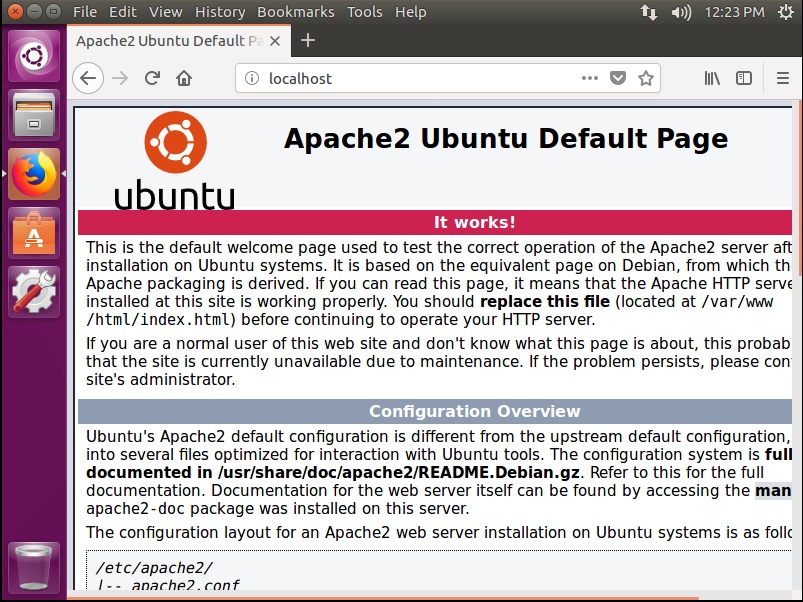 File Edit View History Bookmarks Tools Help 12:23 PM
Apache2 Ubuntu Default Pa
localhost
ubuntu
Apache2 Ubuntu Default Page
It works!
This is the default welcome page used to test the correct operation of the Apache2 server aft
installation on Ubuntu systems. It is based on the equivalent page on Debian, from which th
Apache packaging is derived. If you can read this page, it means that the Apache HTTP serve
installed at this site is working properly. You should replace this file (located at /var/www
/html/index.html) before continuing to operate your HTTP server.
If you are a normal user of this web site and don't know what this page is about, this probab
that the site is currently unavailable due to maintenance. If the problem persists, please con
site's administrator.
Configuration Overview
Ubuntu's Apache2 default configuration is different from the upstream default configuration,
into several files optimized for interaction with Ubuntu tools. The configuration system is full
documented in /usr/share/doc/apache2/README.Debian.gz. Refer to this for the full
documentation. Documentation for the web server itself can be found by accessing the man
apache2-doc package was installed on this server.
The configuration layout for an Apache2 web server installation on Ubuntu systems is as follo
/etc/apache2/
|-- apache2.conf